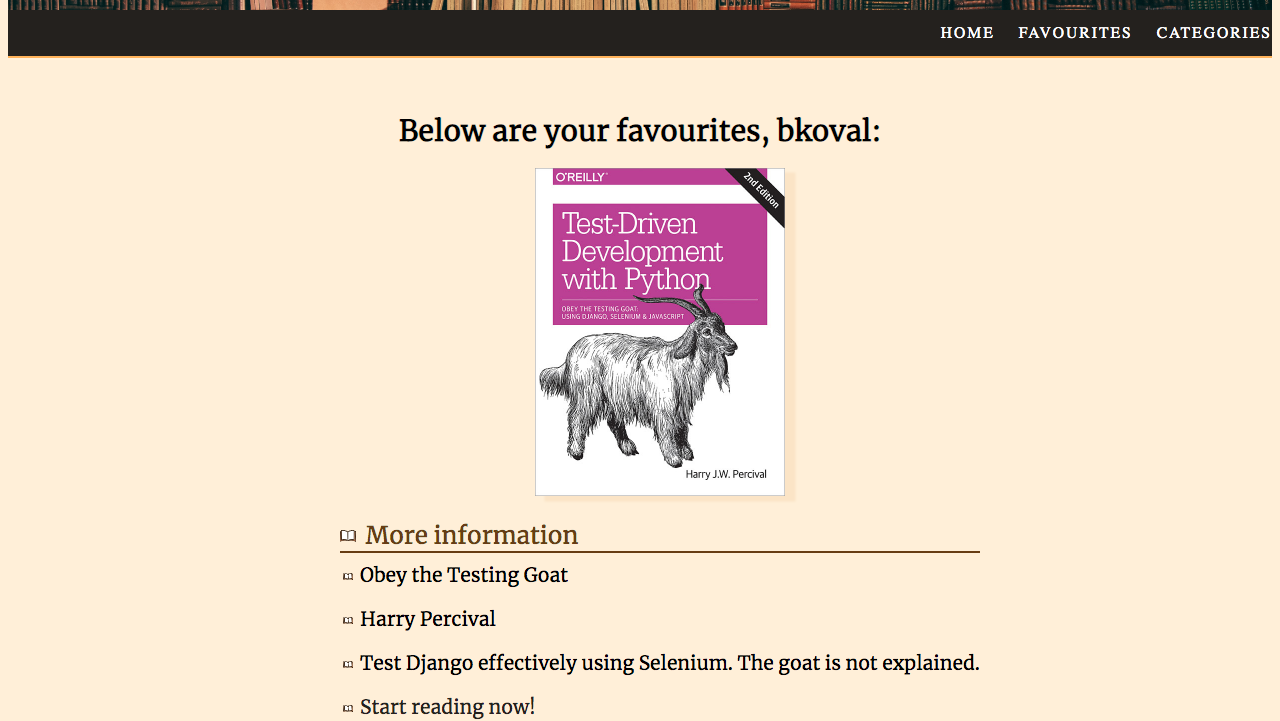 HOME FAVOURITES CATEGORIES
Below are your favourites, bkoval:
O'REILLY™
2nd Edition
Test-Driven
Development
with Python
OBEY THE TESTING GOAT:
USING DJANGO, SELENIUM & JAVASCRIPT
Harry J.W. Percival
More information
Obey the Testing Goat
Harry Percival
Test Django effectively using Selenium. The goat is not explained.
Start reading now!